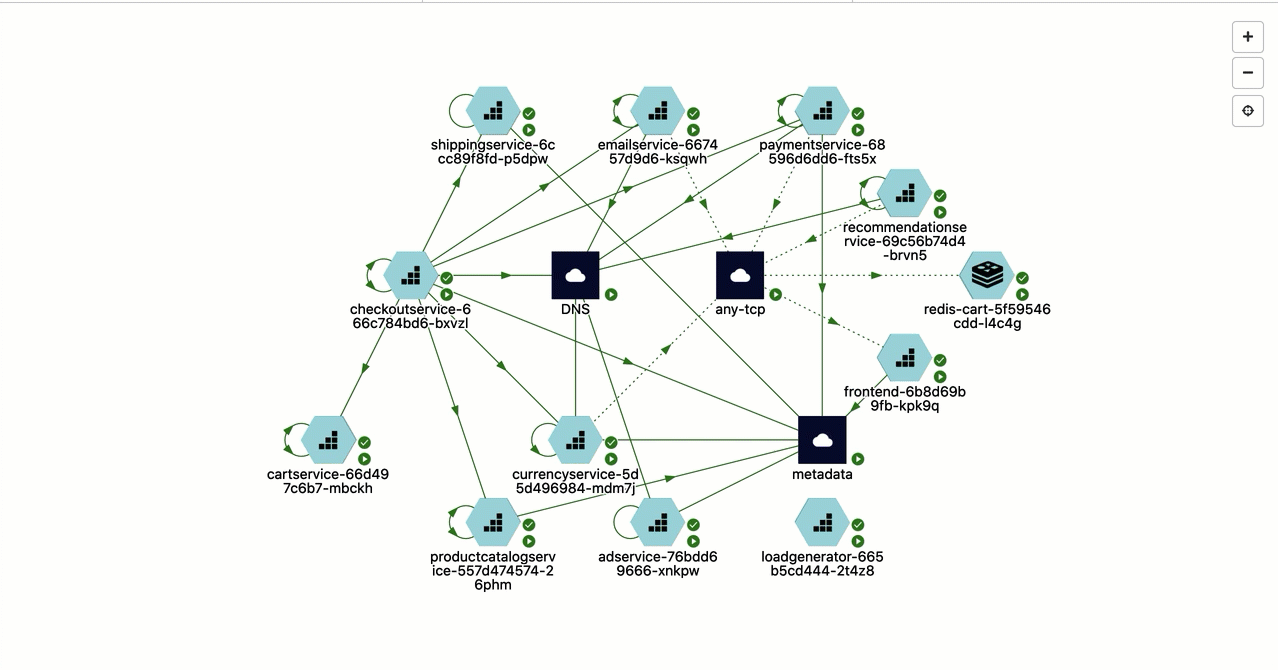 +
−
shippingservice-6c
cc89f8fd-p5dpw
emailservice-6674
57d9d6-ksqwh
paymentservice-68
596d6dd6-fts5x
recommendationse
rvice-69c56b74d4
-brvn5
checkoutservice-6
66c784bd6-bxvzl
DNS
any-tcp
redis-cart-5f59546
cdd-l4c4g
frontend-6b8d69b
9fb-kpk9q
cartservice-66d49
7c6b7-mbckh
currencyservice-5d
5d496984-mdm7j
metadata
productcatalogserv
ice-557d474574-2
6phm
adservice-76bdd6
9666-xnkpw
loadgenerator-665
b5cd444-2t4z8